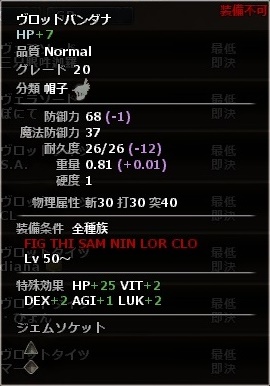 装備不可
ヴロットバンダナ
HP+7
品質 Normal
グレード 20
分類 帽子
防御力 68 (-1)
魔法防御力 37
耐久度 26/26 (-12)
重量 0.81 (+0.01)
硬度 1
物理属性 斬30 打30 突40
装備条件 全種族
FIG THI SAM NIN LOR CLO
Lv 50～
特殊効果 HP+25 VIT+2
DEX+2 AGI+1 LUK+2
ジェムソケット